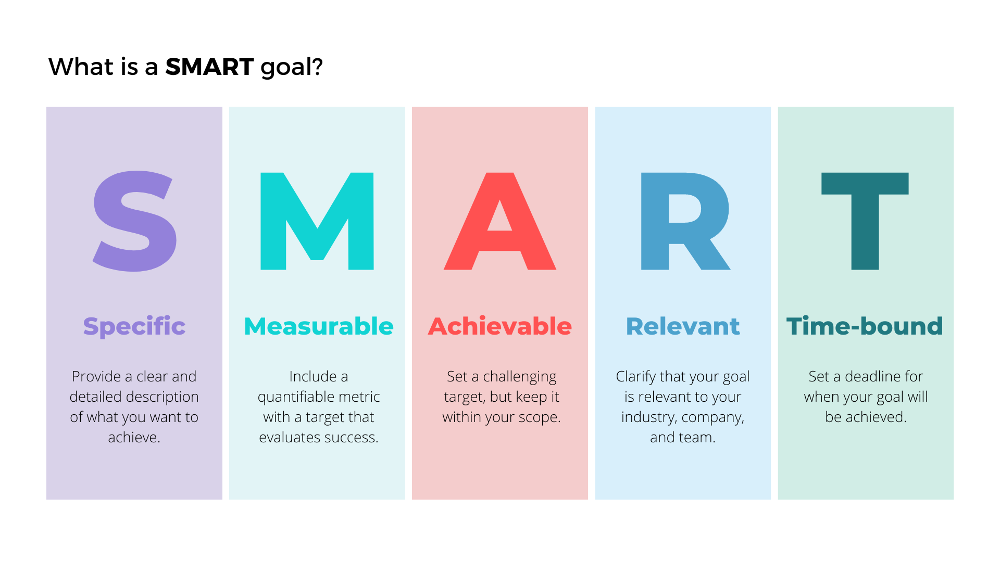 What is a SMART goal?
S
Specific
Provide a clear and
detailed description
of what you want to
achieve.
M
Measurable
Include a
quantifiable metric
with a target that
evaluates success.
A
Achievable
Set a challenging
target, but keep it
within your scope.
R
Relevant
Clarify that your goal
is relevant to your
industry, company,
and team.
T
Time-bound
Set a deadline for
when your goal will
be achieved.